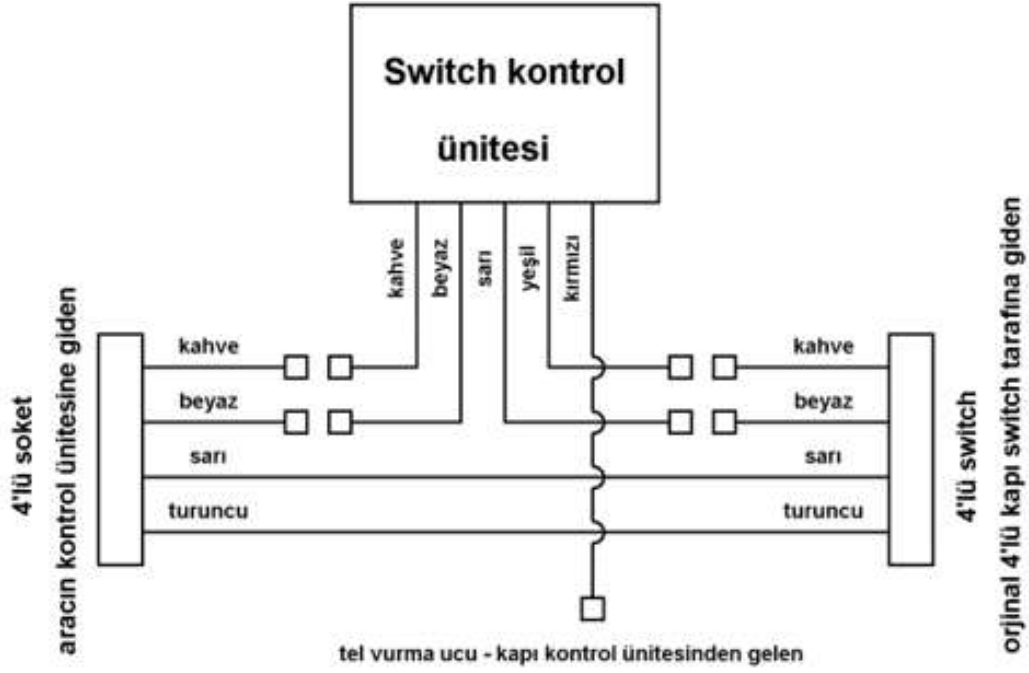 Switch kontrol
ünitesi
kahve
beyaz
sarı
yeşil
kırmızı
4'lü soket
aracın kontrol ünitesine giden
kahve
beyaz
sarı
turuncu
kahve
beyaz
sarı
turuncu
4'lü switch
orjinal 4'lü kapı switch tarafına giden
tel vurma ucu - kapı kontrol ünitesinden gelen